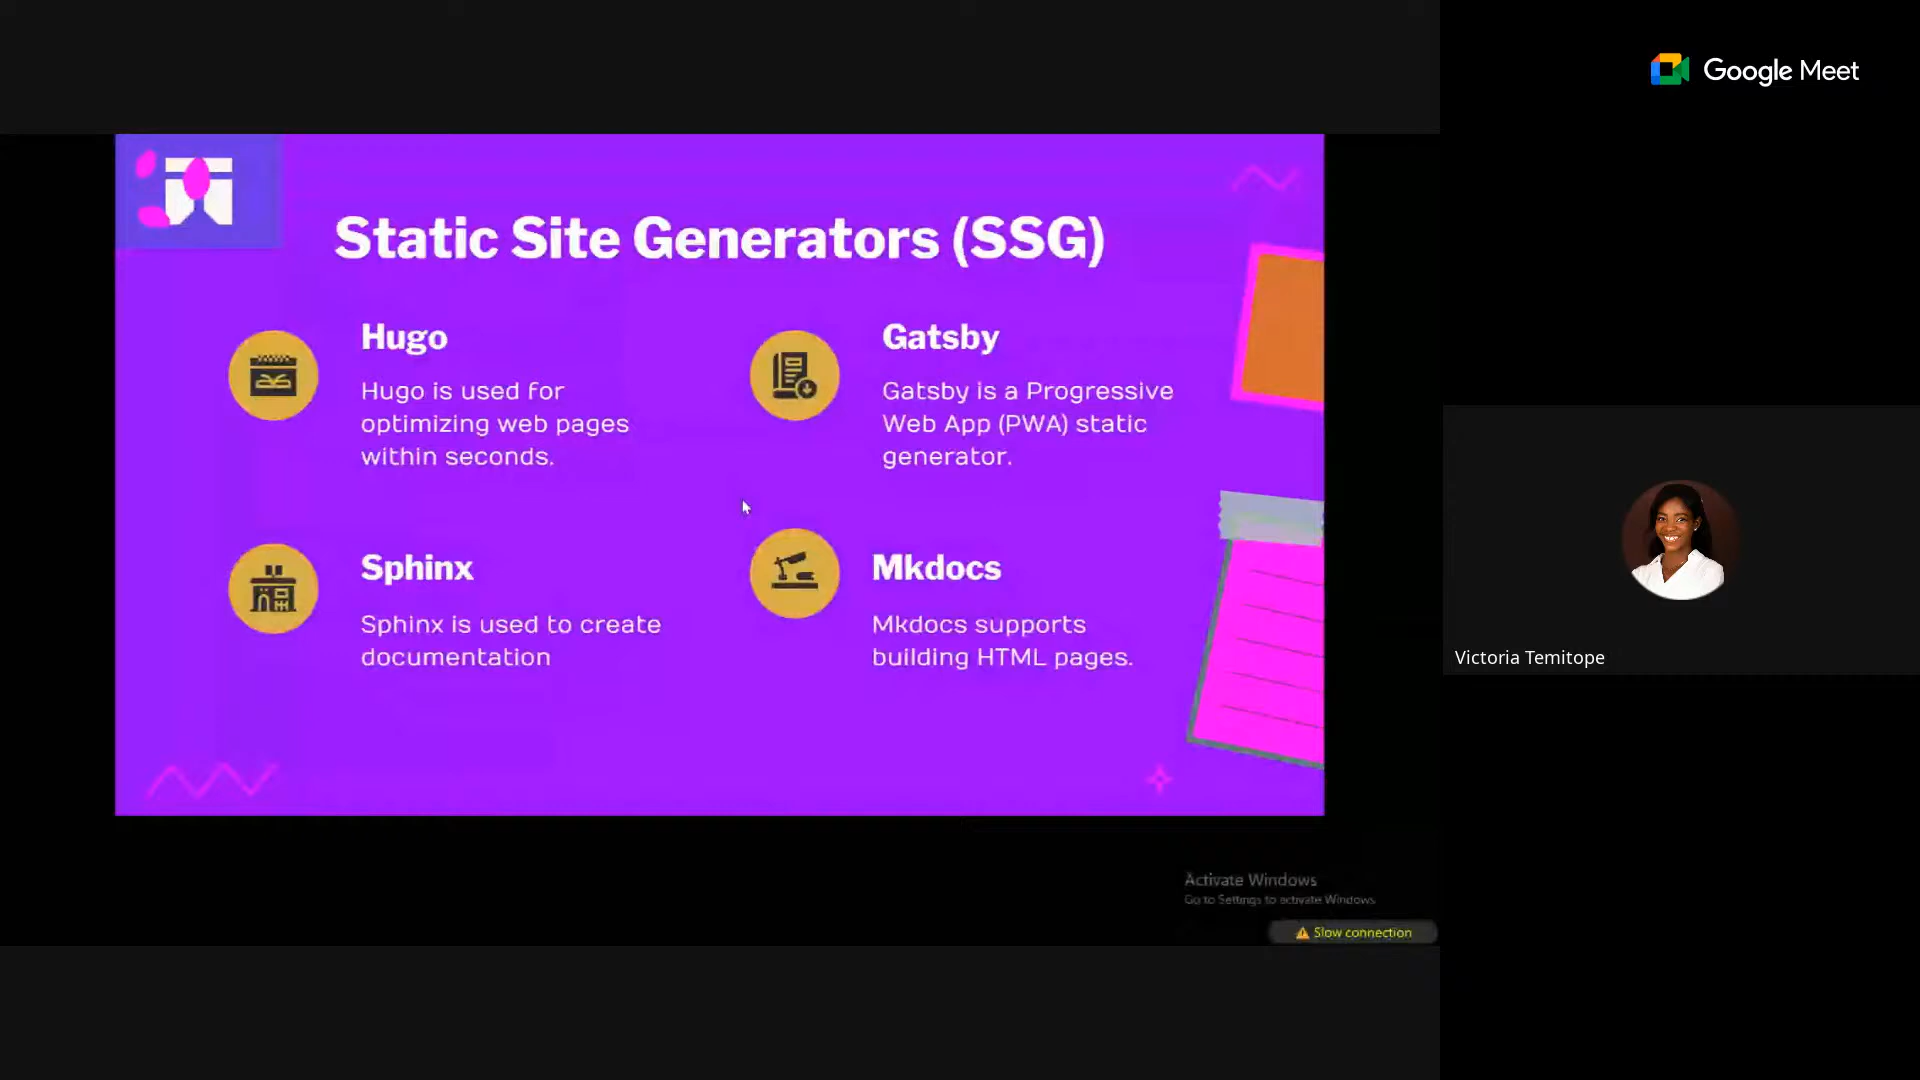 Google Meet
Static Site Generators (SSG)
Hugo
Hugo is used for
optimizing web pages
within seconds.
Gatsby
Gatsby is a Progressive
Web App (PWA) static
generator.
Sphinx
Sphinx is used to create
documentation
Mkdocs
Mkdocs supports
building HTML pages.
Victoria Temitope
Activate Windows
Go to Settings to activate Windows.
Slow connection